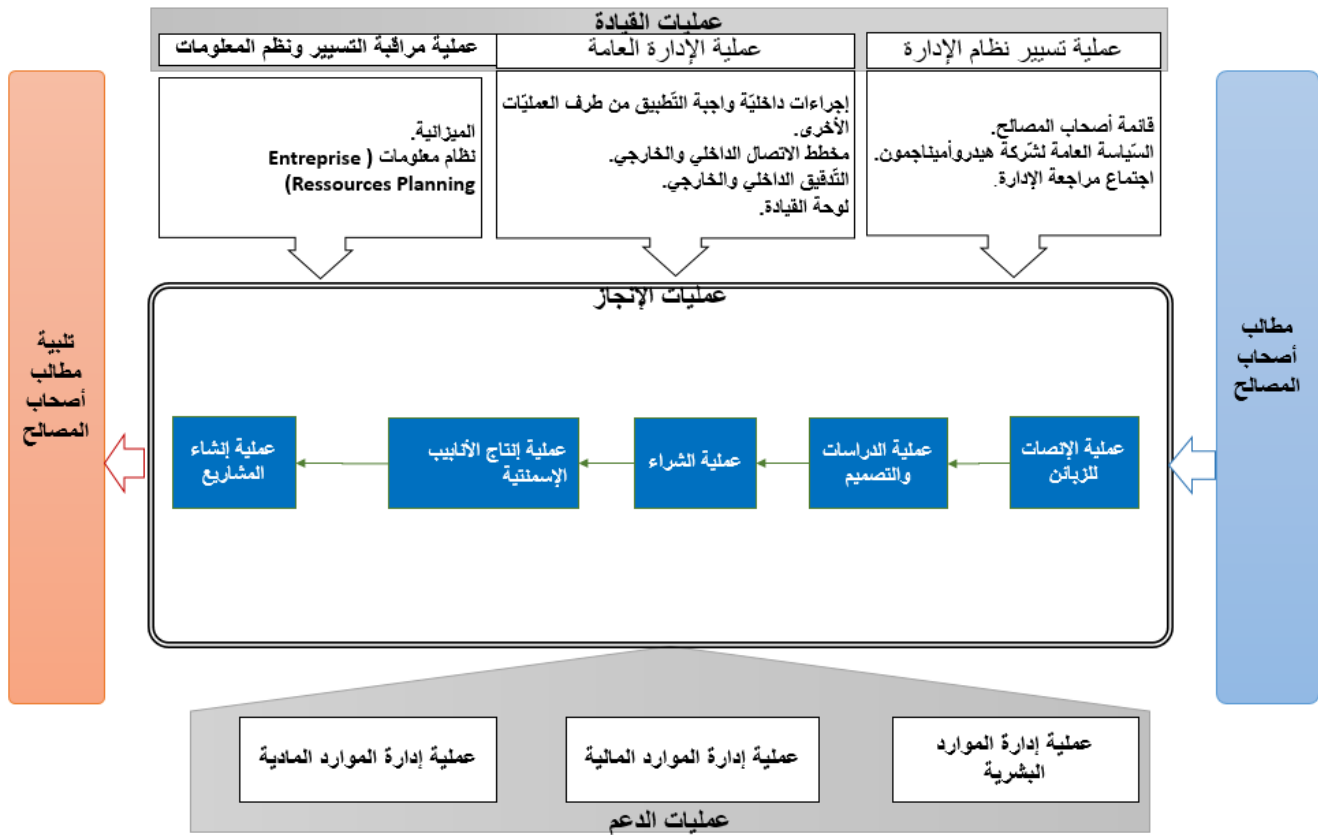 عمليات القيادة
عملية تسيير نظام الإدارة
عملية الإدارة العامة
عملية مراقبة التسيير ونظم المعلومات
قائمة أصحاب المصالح.
السّياسة العامة لشّركة هيدروأميناجمون.
اجتماع مراجعة الإدارة.
إجراءات داخليّة واجبة التّطبيق من طرف العمليّات
الأخرى.
مخطط الاتصال الداخلي والخارجي.
التّدقيق الداخلي والخارجي.
لوحة القيادة.
الميزانية.
نظام معلومات (Entreprise
Ressources Planning)
مطالب
أصحاب
المصالح
عمليات الإنجاز
عملية الإنصات
للزبائن
عملية الدراسات
والتصميم
عملية الشراء
عملية إنتاج الأنابيب
الإسمنتية
عملية إنشاء
المشاريع
تلبية
مطالب
أصحاب
المصالح
عملية إدارة الموارد
البشرية
عملية إدارة الموارد المالية
عملية إدارة الموارد المادية
عمليات الدعم